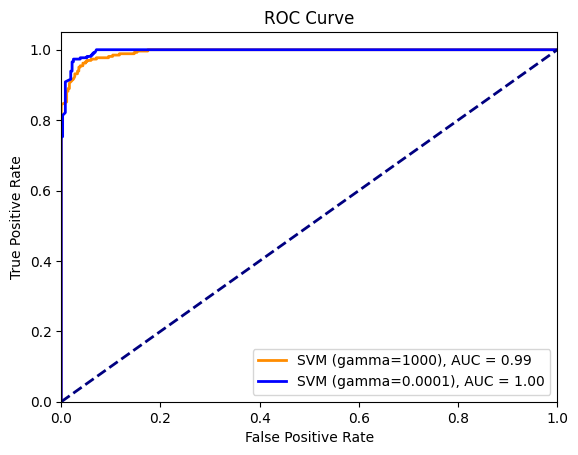 ROC Curve
True Positive Rate
1.0
0.8
0.6
0.4
0.2
0.0
0.0 0.2 0.4 0.6 0.8 1.0
False Positive Rate
SVM (gamma=1000), AUC = 0.99
SVM (gamma=0.0001), AUC = 1.00